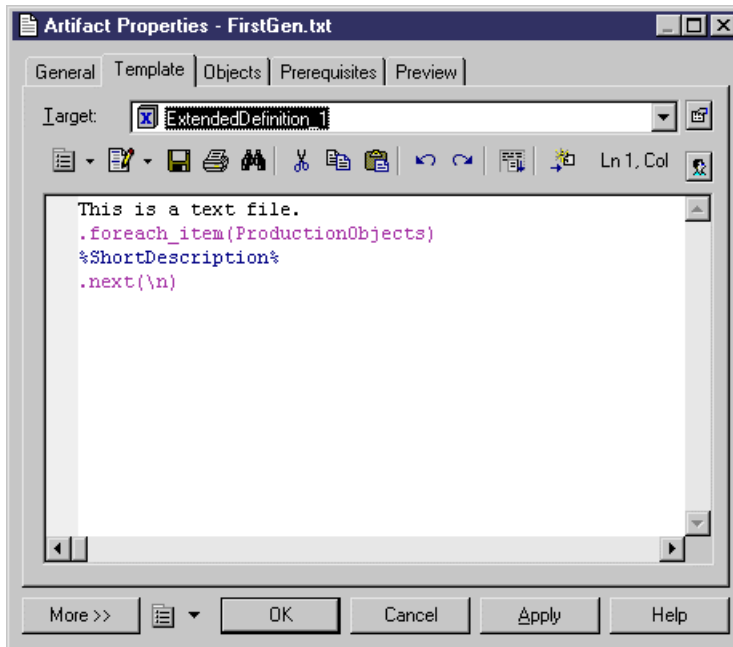 Artifact Properties - FirstGen.txt
General Template Objects Prerequisites Preview
Target: ExtendedDefinition_1
Ln 1, Col
This is a text file.
.foreach_item(ProductionObjects)
%ShortDescription%
.next(\n)
More >> OK Cancel Apply Help